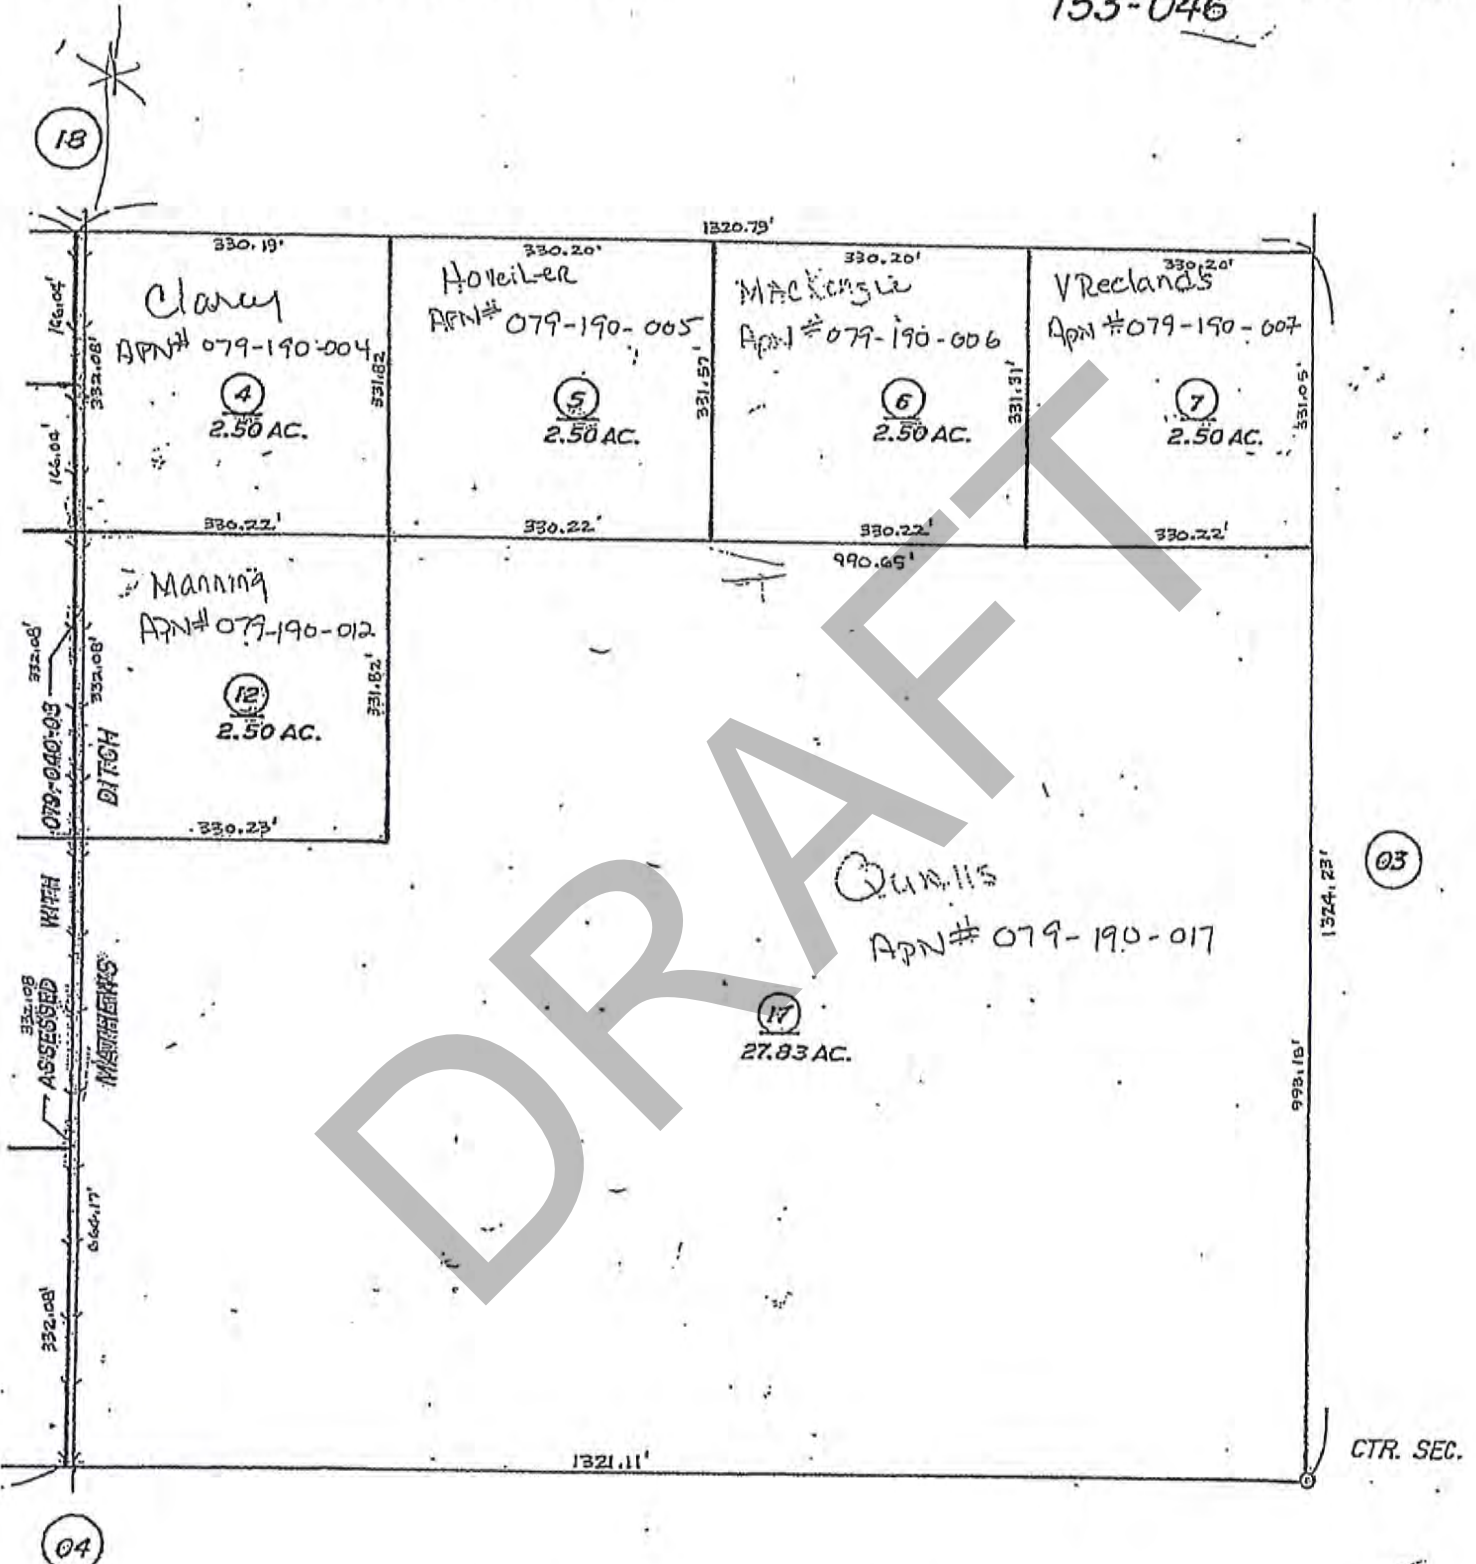 153-046
18
1320.79'
330.19'
330.20'
330.20'
330.20'
Clarey
APN# 079-190-004
4
2.50 AC.
Hoveiler
APN# 079-190-005
5
2.50 AC.
Mackenzie
Apn# 079-190-006
6
2.50 AC.
VReelands
Apn #079-190-007
7
2.50 AC.
166.04'
332.08'
166.04'
331.82
331.57'
331.31'
331.05'
330.22'
330.22'
330.22'
330.22'
990.65'
Manning
APN# 079-190-012
12
2.50 AC.
332.08'
332.08'
331.82'
330.23'
ASSESSED WITH 079-040-03
MATHEWS DITCH
APN# 079-190-017
17
27.83 AC.
1324.23'
03
993.18'
332.08
664.17'
332.08'
1321.11'
CTR. SEC.
04
DRAFT